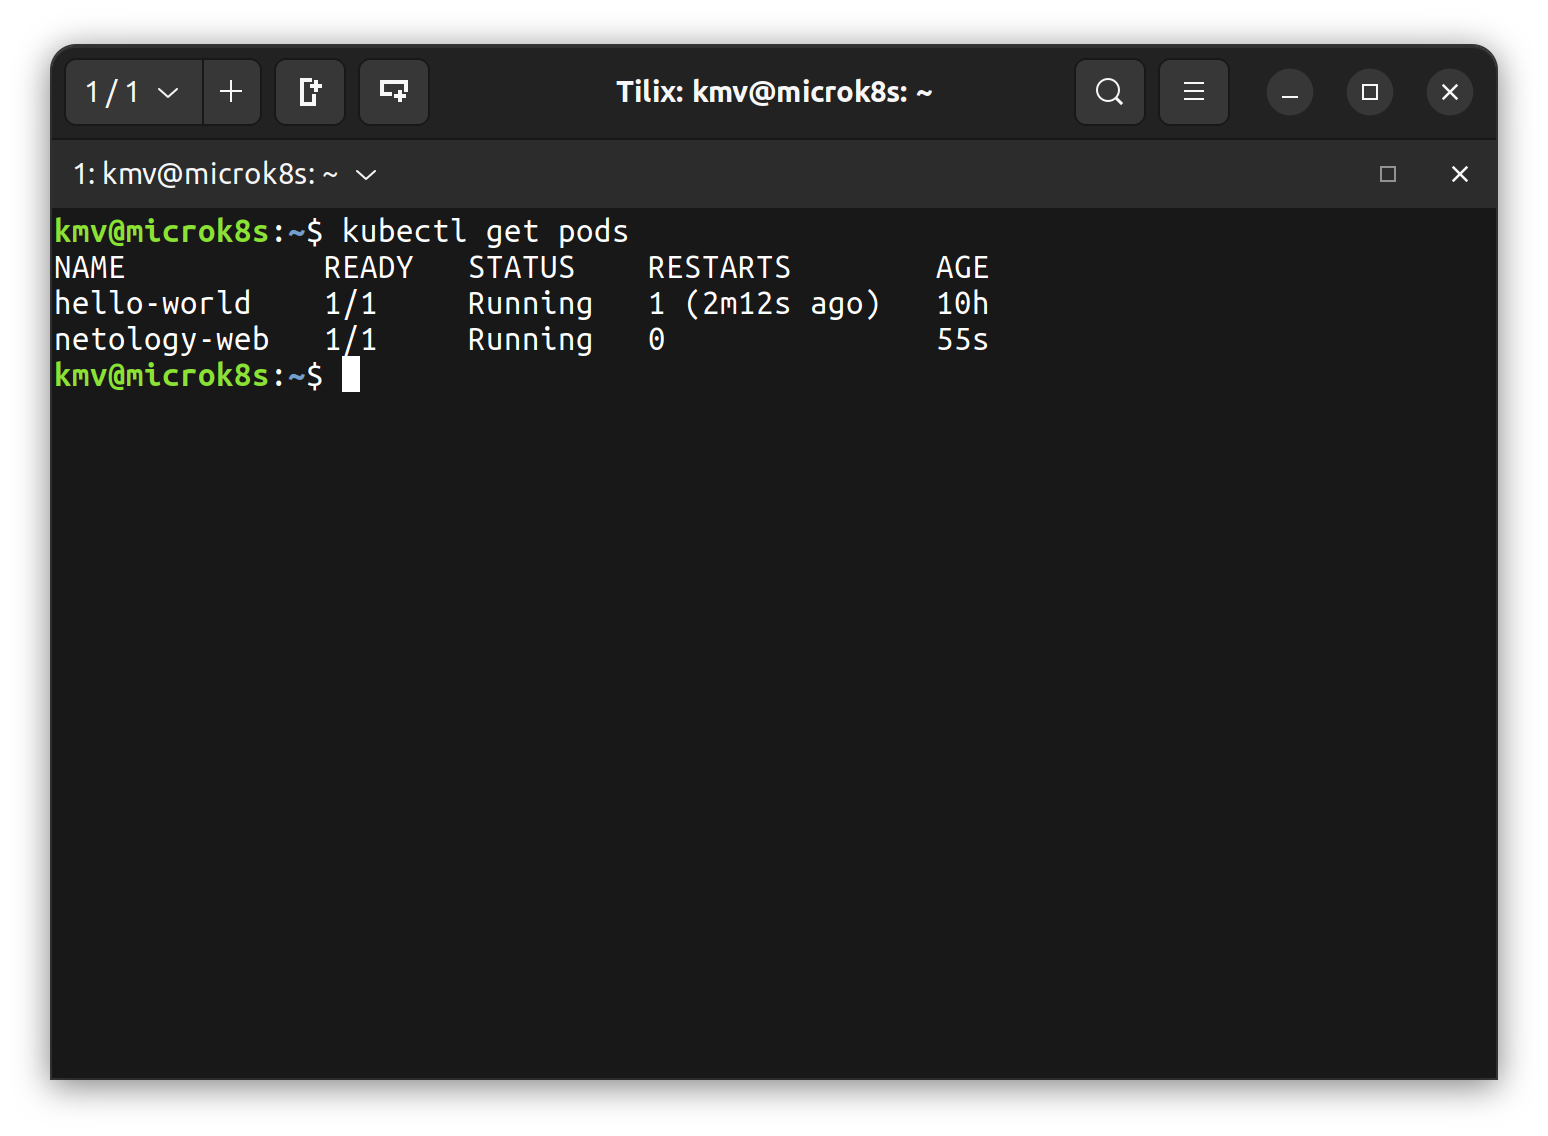 1 / 1 Tilix: kmv@microk8s: ~
1: kmv@microk8s: ~
kmv@microk8s:~$ kubectl get pods
NAME           READY   STATUS    RESTARTS        AGE
hello-world    1/1     Running   1 (2m12s ago)   10h
netology-web   1/1     Running   0               55s
kmv@microk8s:~$